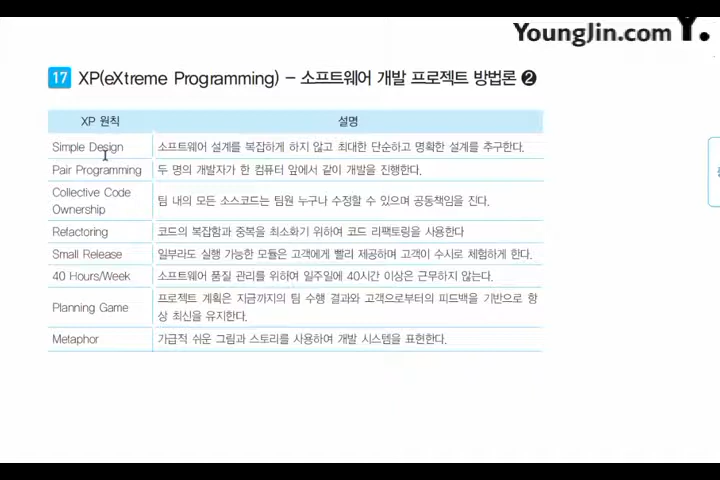 YoungJin.com Y.
17 XP(eXtreme Programming) – 소프트웨어 개발 프로젝트 방법론 ❷
XP 원칙 설명
Simple Design 소프트웨어 설계를 복잡하게 하지 않고 최대한 단순하고 명확한 설계를 추구한다.
Pair Programming 두 명의 개발자가 한 컴퓨터 앞에서 같이 개발을 진행한다.
Collective Code
Ownership 팀 내의 모든 소스코드는 팀원 누구나 수정할 수 있으며 공동책임을 진다.
Refactoring 코드의 복잡함과 중복을 최소화기 위하여 코드 리팩토링을 사용한다
Small Release 일부라도 실행 가능한 모듈은 고객에게 빨리 제공하며 고객이 수시로 체험하게 한다.
40 Hours/Week 소프트웨어 품질 관리를 위하여 일주일에 40시간 이상은 근무하지 않는다.
Planning Game 프로젝트 계획은 지금까지의 팀 수행 결과와 고객으로부터의 피드백을 기반으로 항
상 최신을 유지한다.
Metaphor 가급적 쉬운 그림과 스토리를 사용하여 개발 시스템을 표현한다.